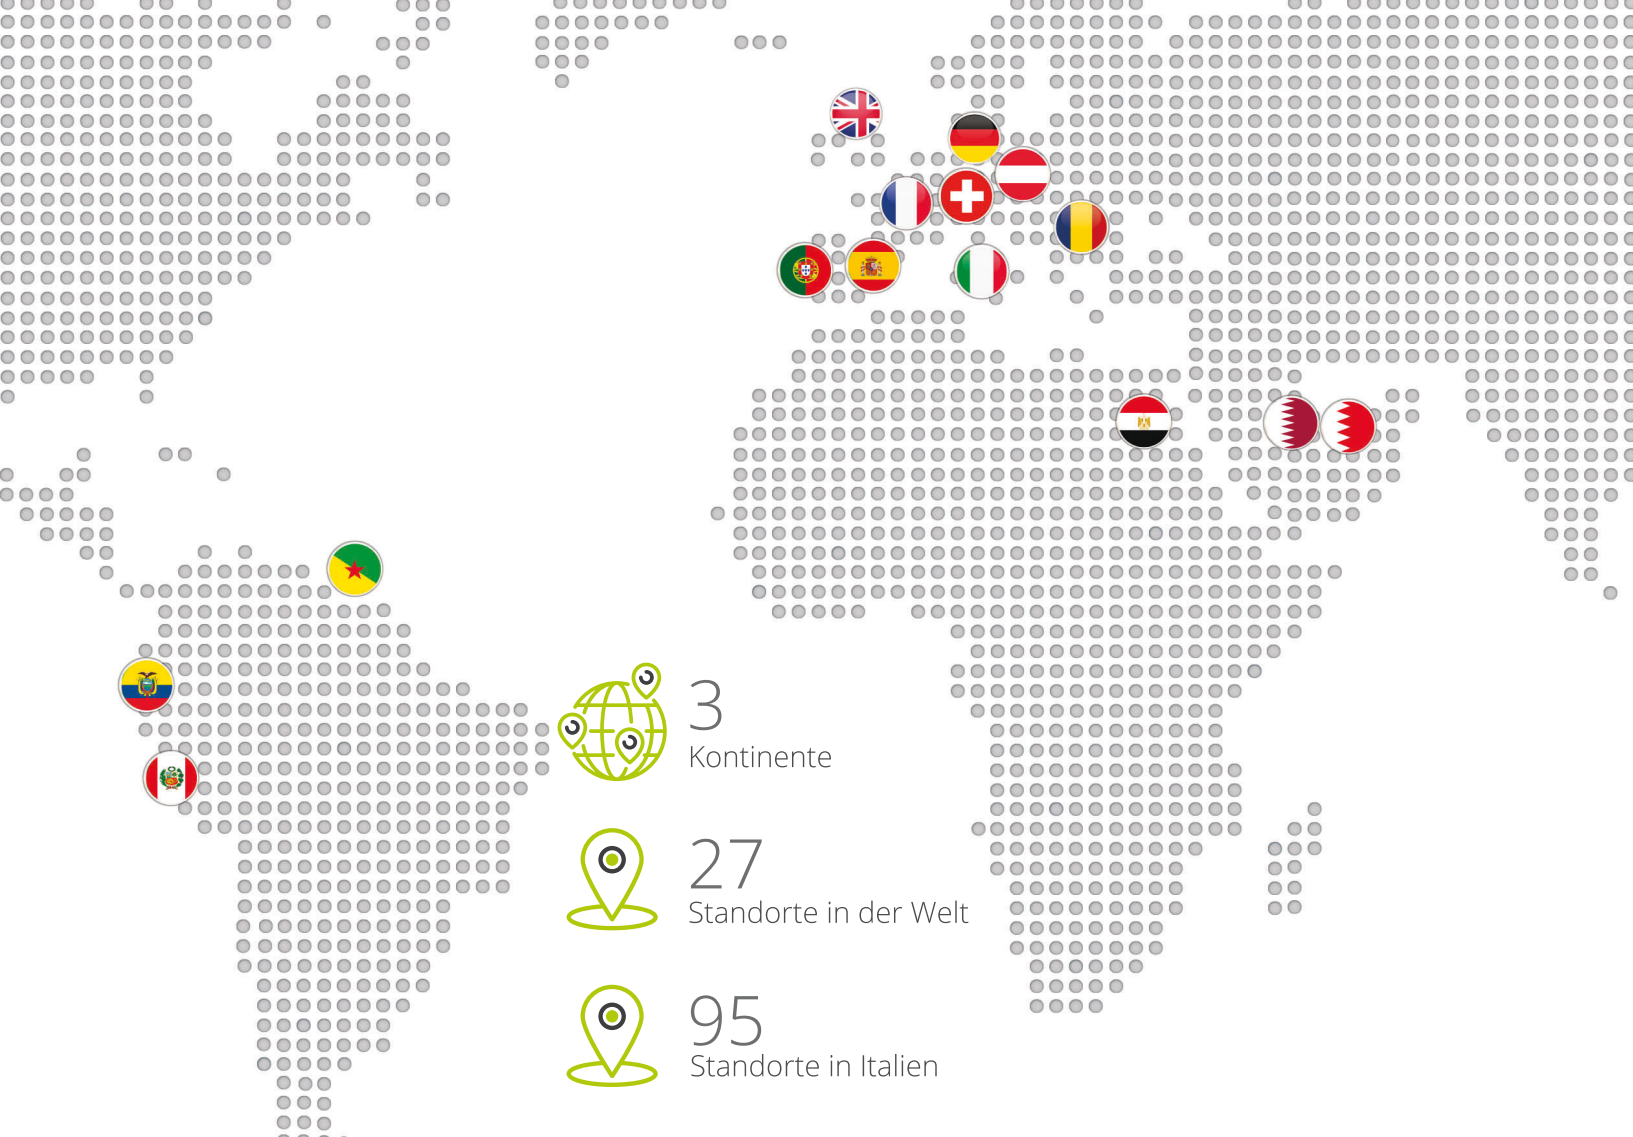 3
Kontinente
27
Standorte in der Welt
95
Standorte in Italien